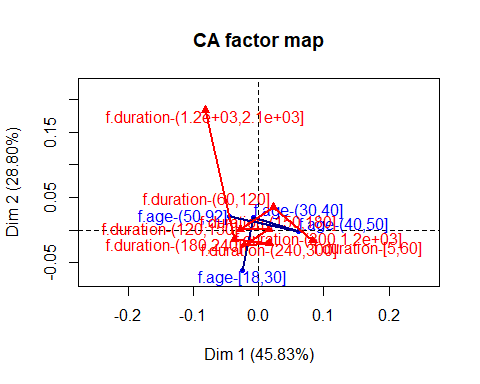 CA factor map
Dim 2 (28.80%)
0.15
0.05
-0.05
f.duration-(1.2e+03,2.1e+03]
f.duration-(60,120]
f.age-(30,40]
f.age-(50,92]
f.age-(40,50]
f.duration-[5,60]
f.duration-(180,240]
f.duration-(240,300]
f.age-[18,30]
-0.2
-0.1
0.0
0.1
0.2
Dim 1 (45.83%)